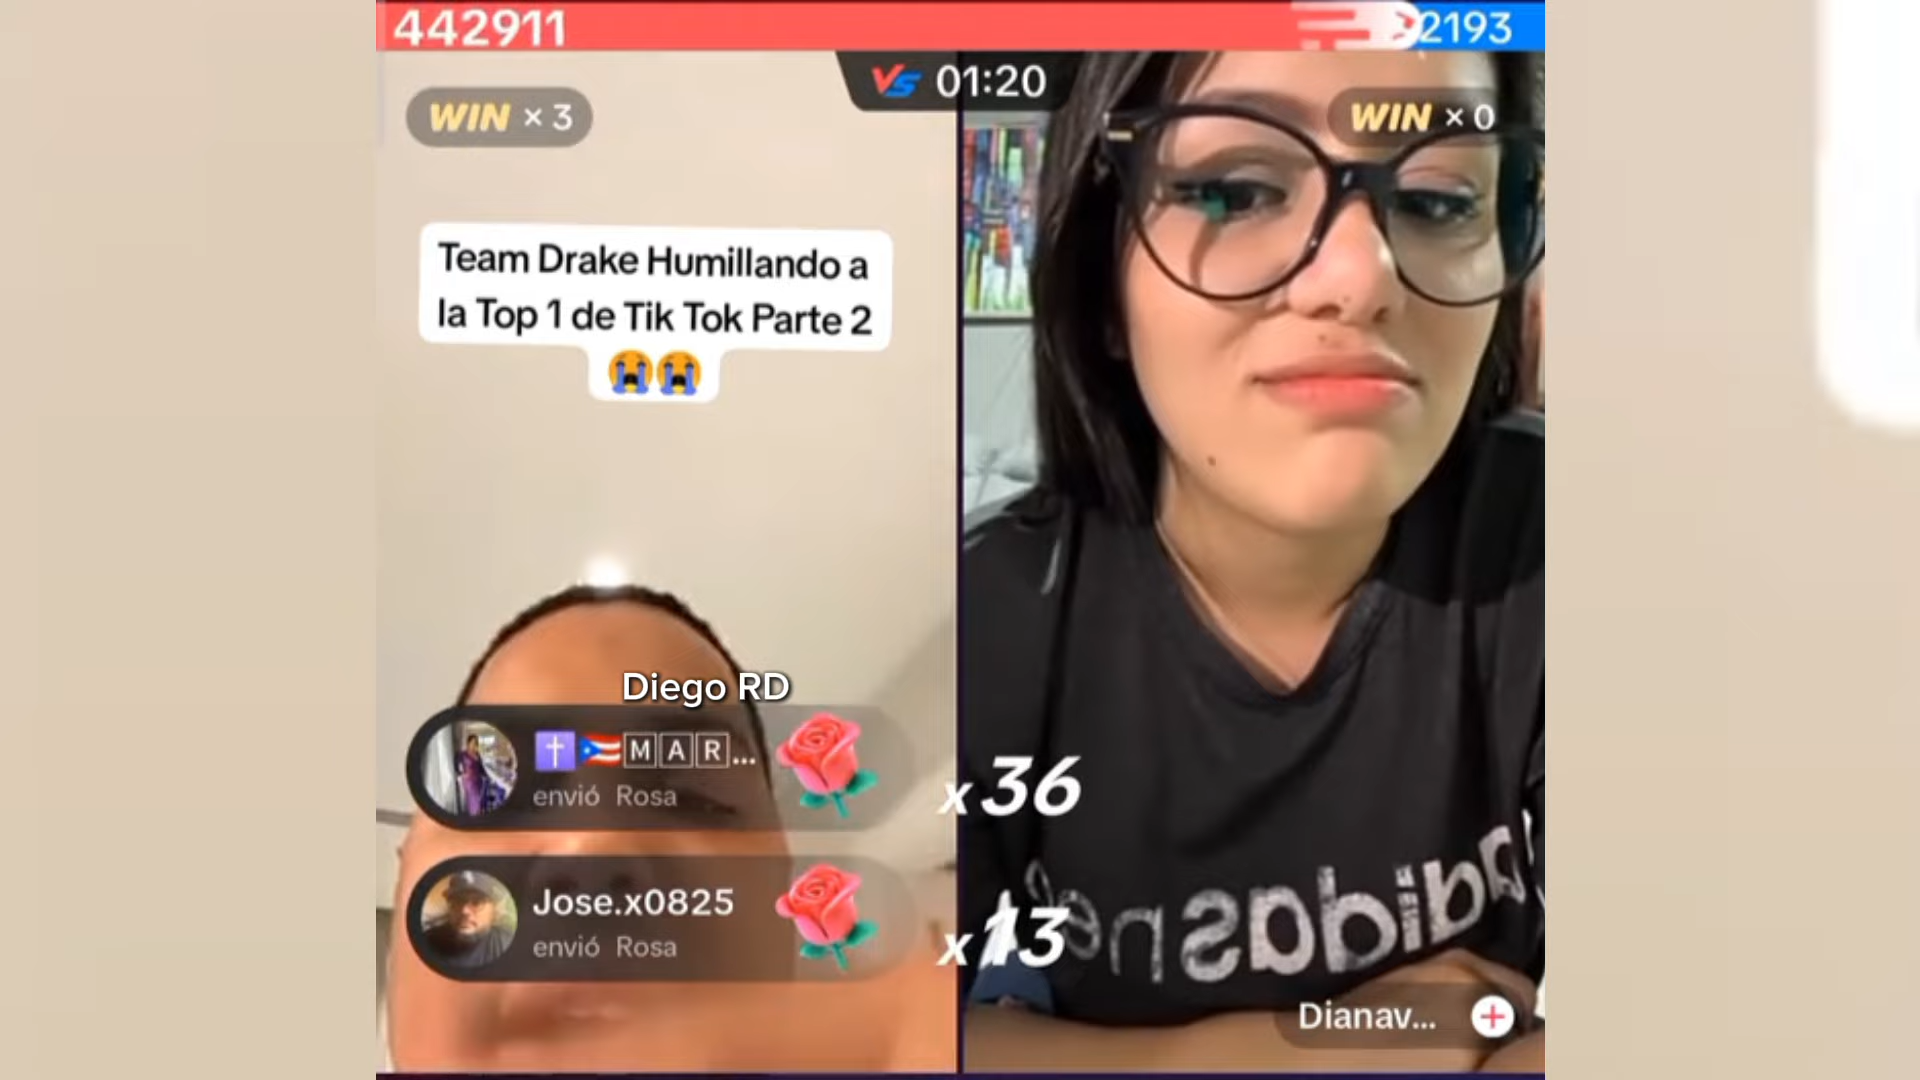 442911
2193
VS 01:20
WIN × 3
WIN × 0
Team Drake Humillando a
la Top 1 de Tik Tok Parte 2
😭😭
Diego RD
✝️🇵🇷🄼🄰🅁...
envió Rosa
x36
Jose.x0825
envió Rosa
x13
adidas
Dianav...